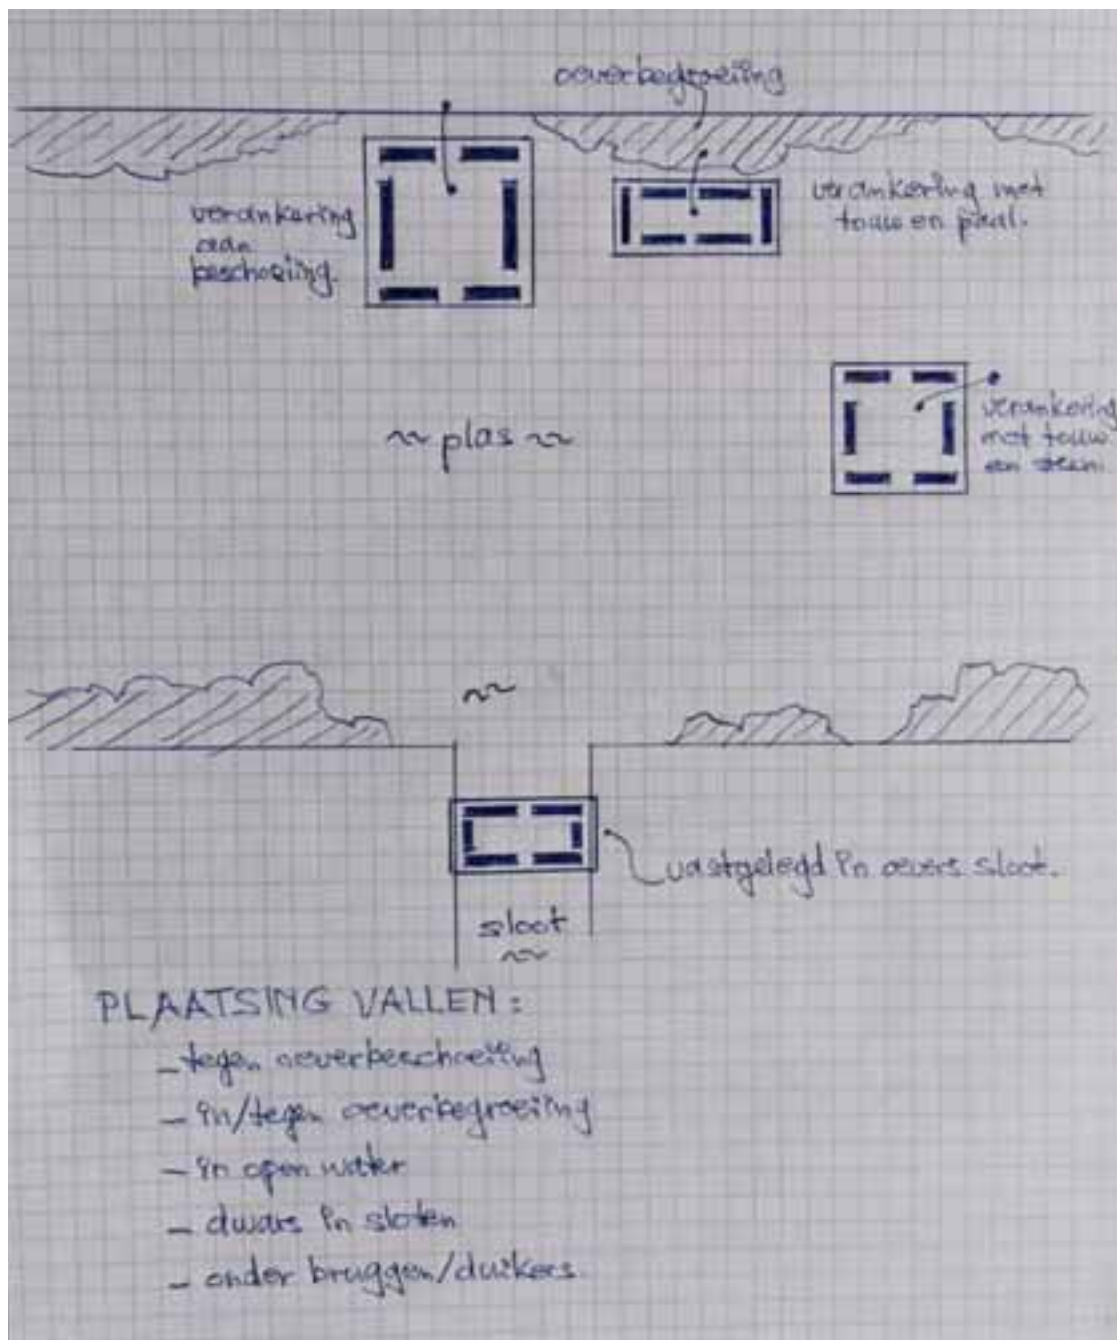 oeverbegroeiing
verankering
aan
beschoeiing.
verankering met
touw en paal.
verankering
met touw
en steen.
~ plas ~
vastgelegd in oevers sloot.
sloot
PLAATSING VALLEN:
- tegen oeverbeschoeiing
- in/tegen oeverbegroeiing
- in open water
- dwars in sloten
- onder bruggen/duikers.